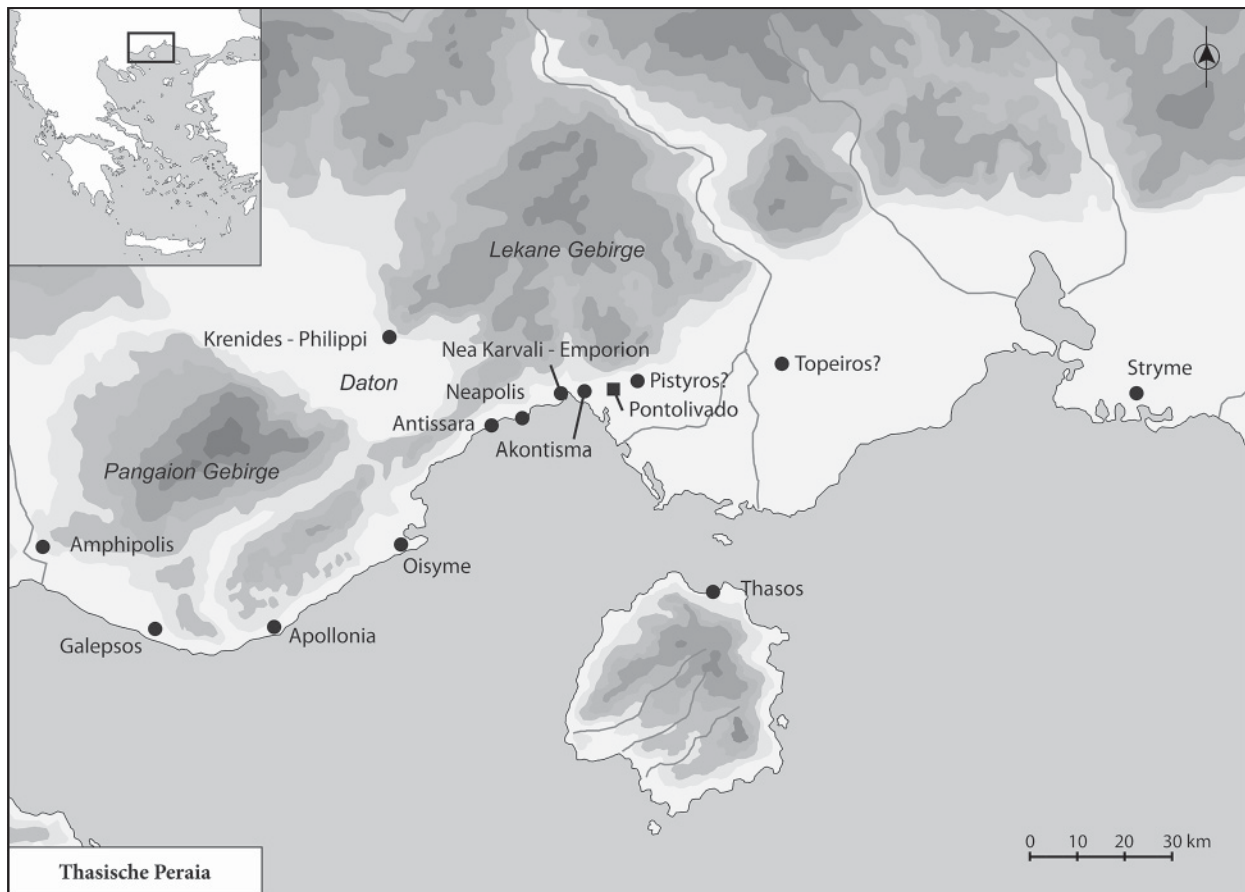 Lekane Gebirge
Krenides - Philippi
Nea Karvali - Emporion
Daton
Neapolis
Pistyros?
Topeiros?
Stryme
Pontolivado
Antissara
Akontisma
Pangaion Gebirge
Amphipolis
Oisyme
Thasos
Galepsos
Apollonia
0 10 20 30 km
Thasische Peraia